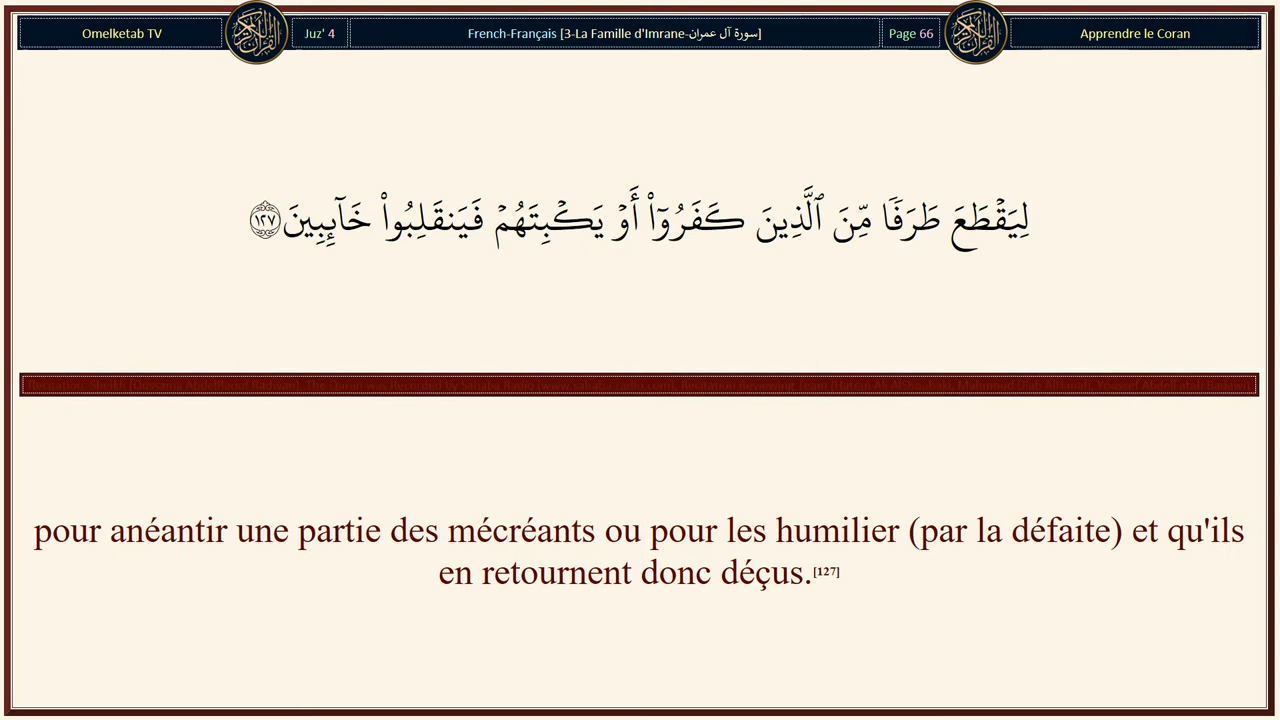 Omelketab TV
Juz' 4
French-Français [3-La Famille d'Imrane-سورة آل عمران]
Page 66
Apprendre le Coran
لِيَقْطَعَ طَرَفًا مِّنَ ٱلَّذِينَ كَفَرُوٓا۟ أَوْ يَكْبِتَهُمْ فَيَنقَلِبُوا۟ خَآئِبِينَ ١٢٧
pour anéantir une partie des mécréants ou pour les humilier (par la défaite) et qu'ils
en retournent donc déçus.[127]